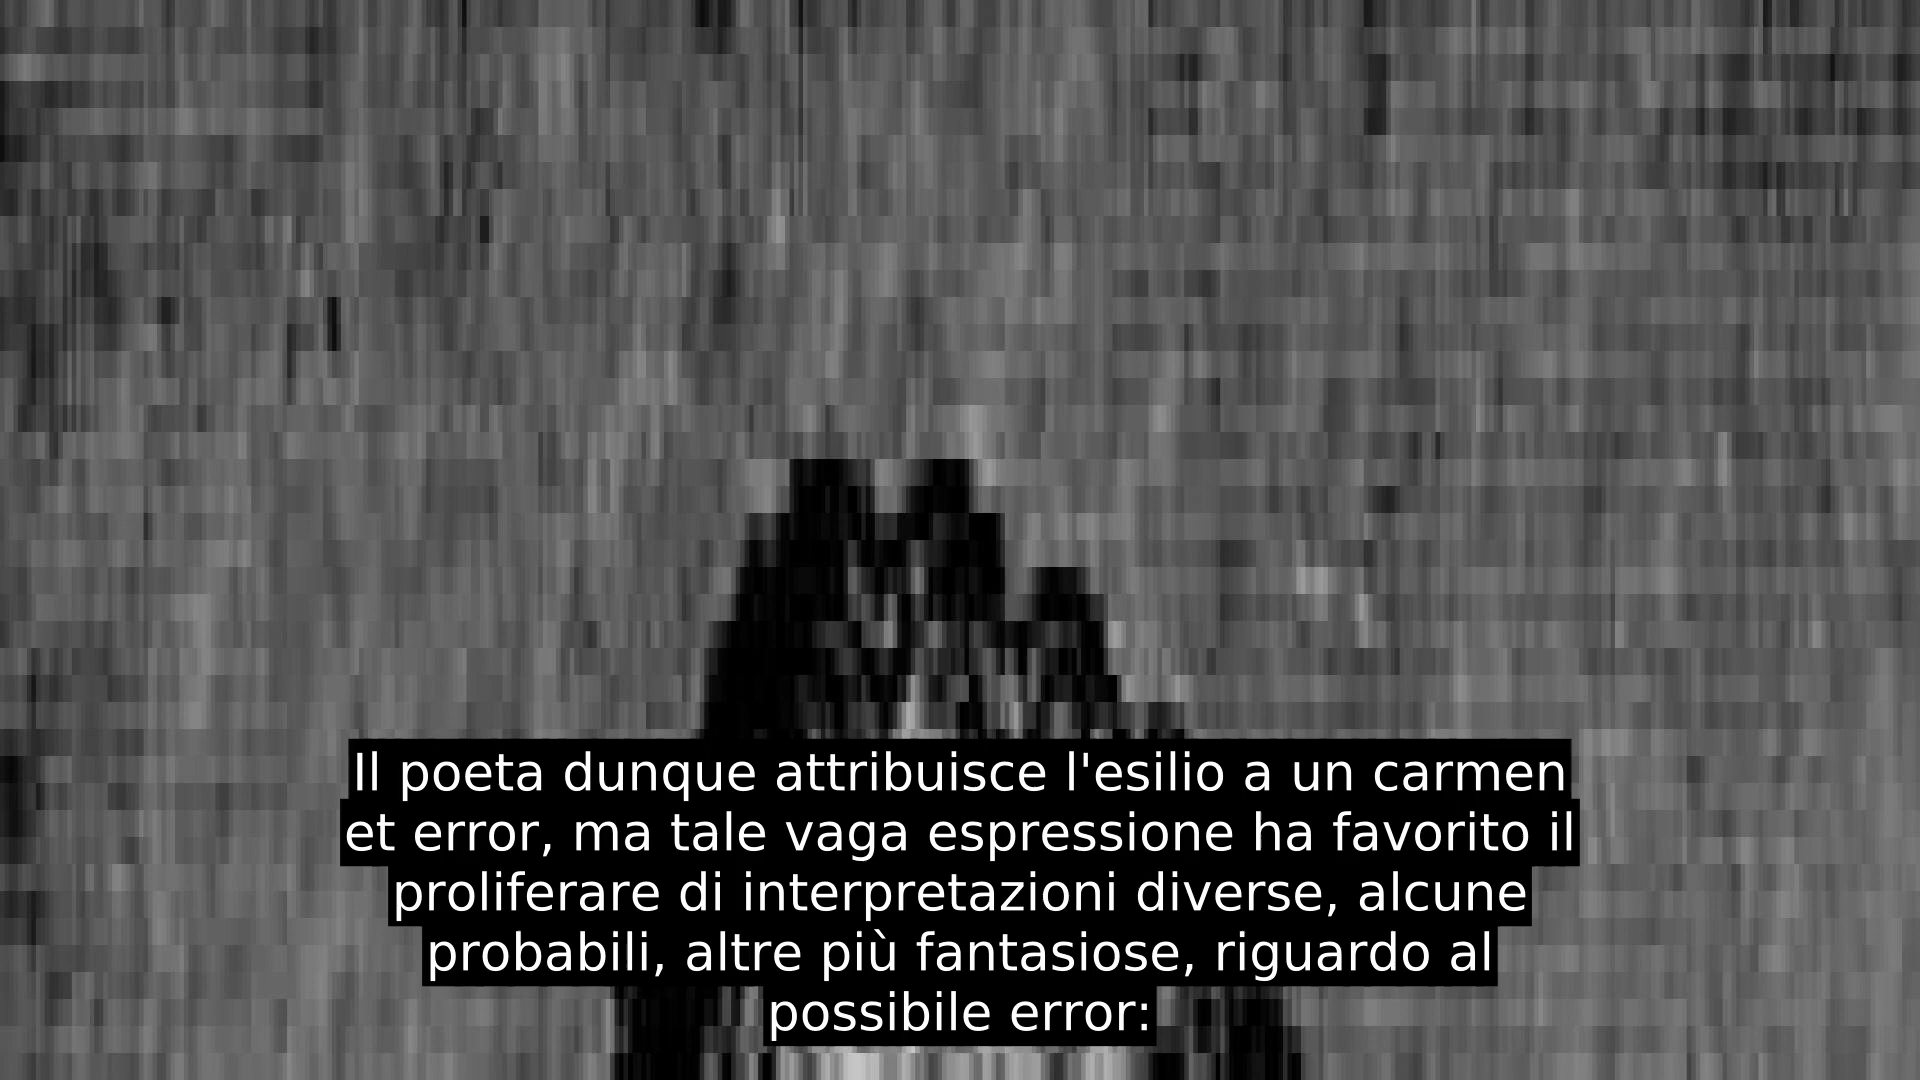 Il poeta dunque attribuisce l'esilio a un carmen
et error, ma tale vaga espressione ha favorito il
proliferare di interpretazioni diverse, alcune
probabili, altre più fantasiose, riguardo al
possibile error: